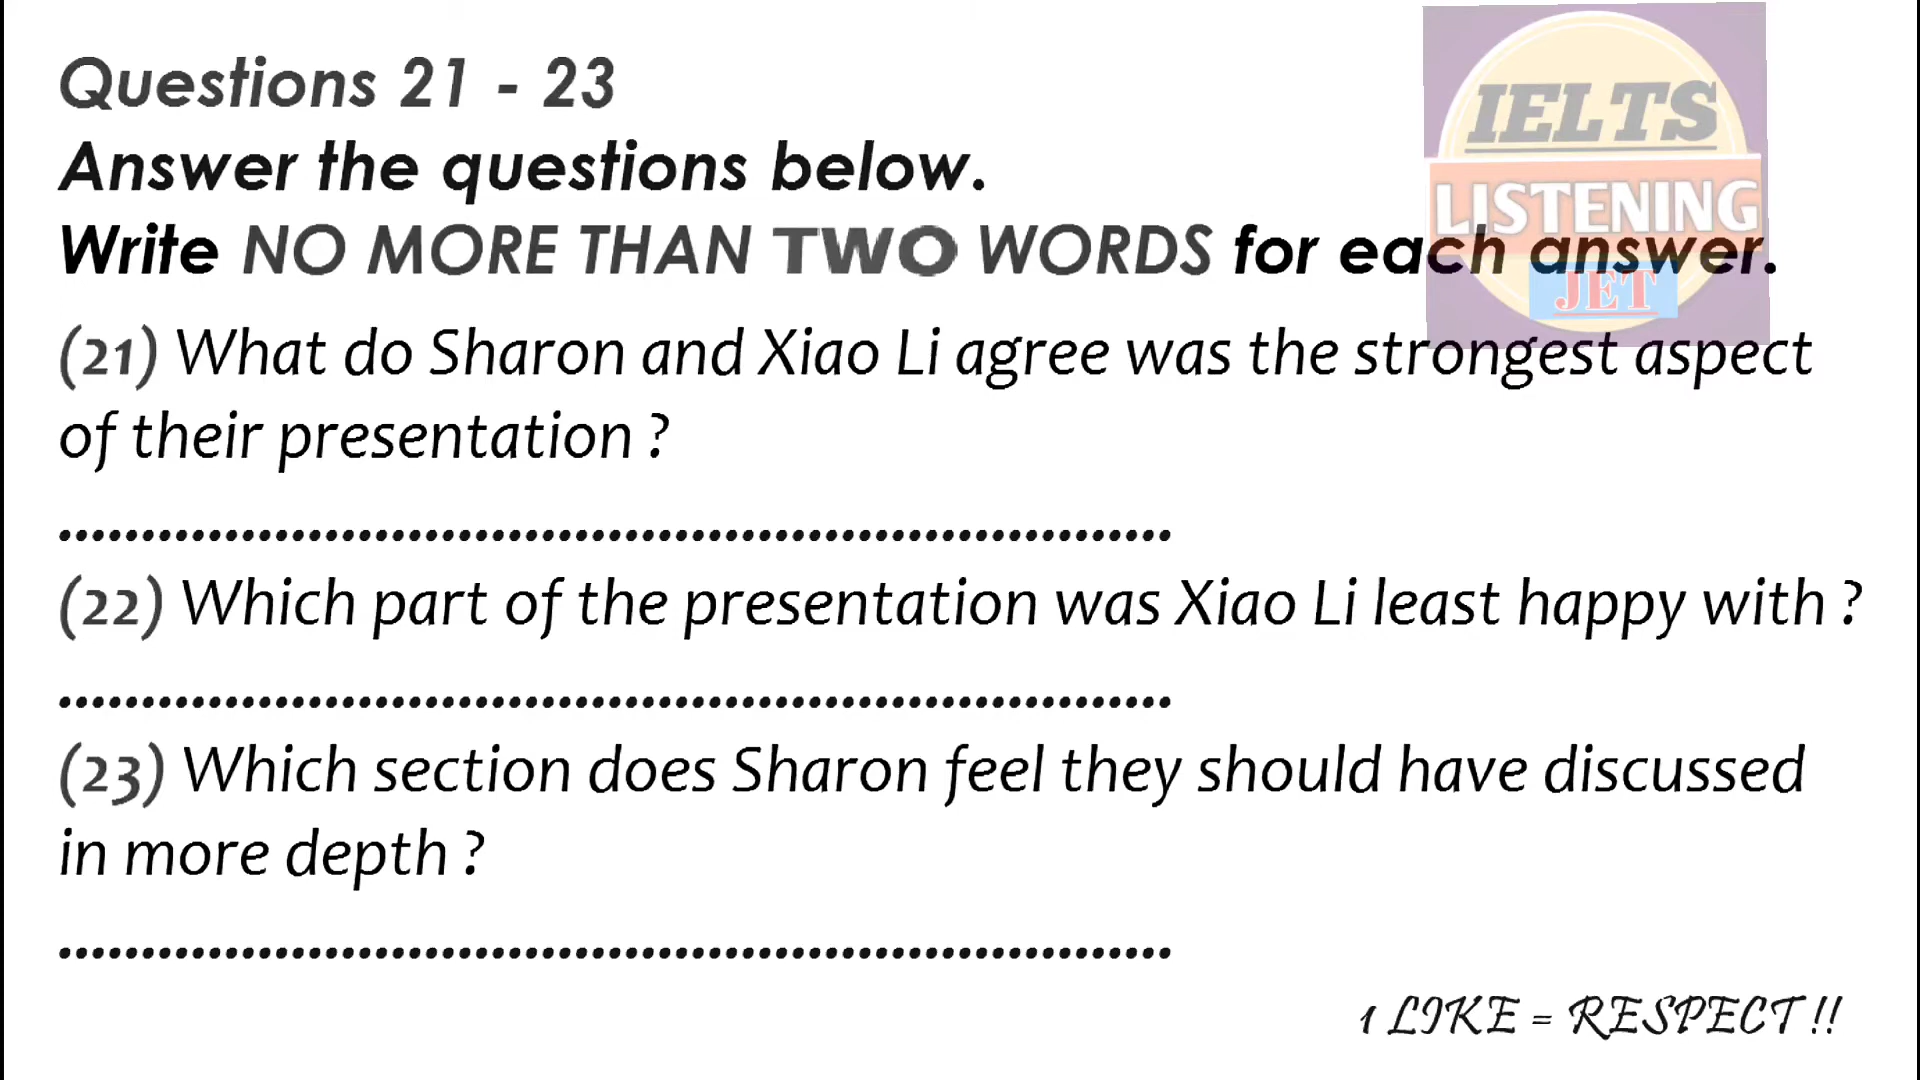 Questions 21 - 23
Answer the questions below.
Write NO MORE THAN TWO WORDS for each answer.
(21) What do Sharon and Xiao Li agree was the strongest aspect
of their presentation ?
....................................................................
(22) Which part of the presentation was Xiao Li least happy with ?
....................................................................
(23) Which section does Sharon feel they should have discussed
in more depth ?
....................................................................
1 LIKE = RESPECT !!
IELTS
LISTENING
JET